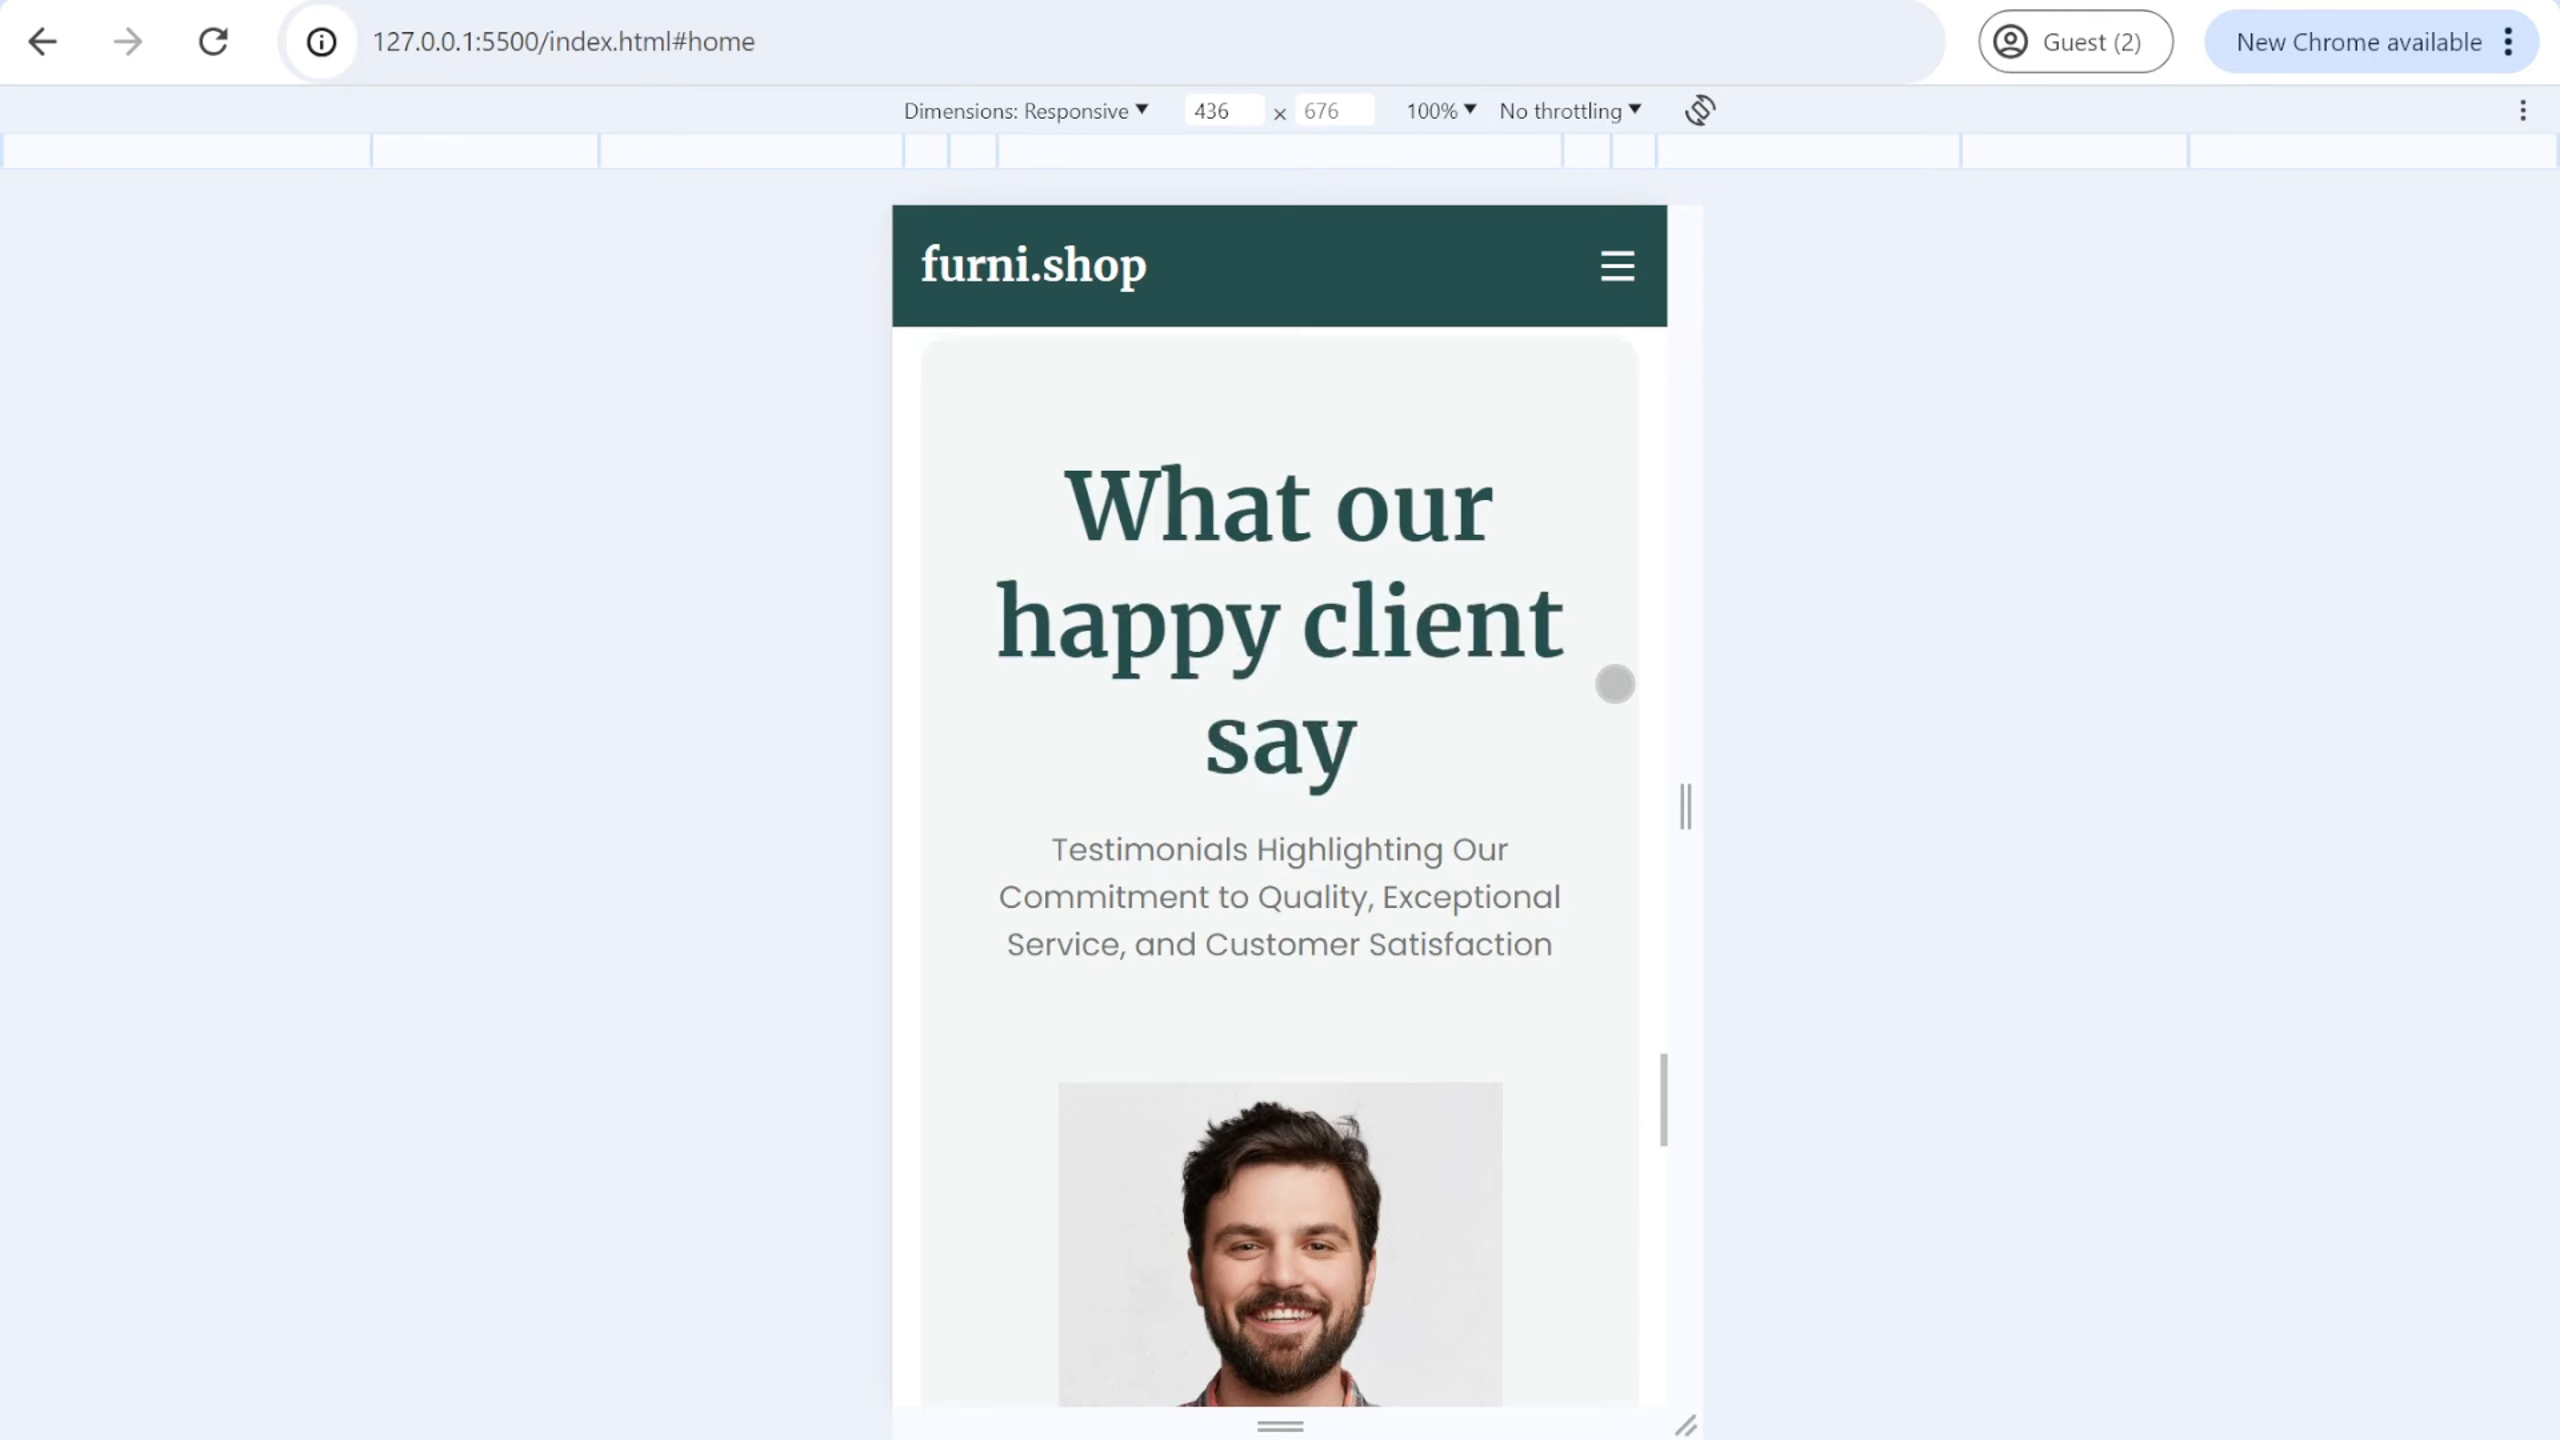 127.0.0.1:5500/index.html#home
Guest (2)
New Chrome available
Dimensions: Responsive
436 × 676
100%
No throttling
furni.shop
What our
happy client
say
Testimonials Highlighting Our
Commitment to Quality, Exceptional
Service, and Customer Satisfaction